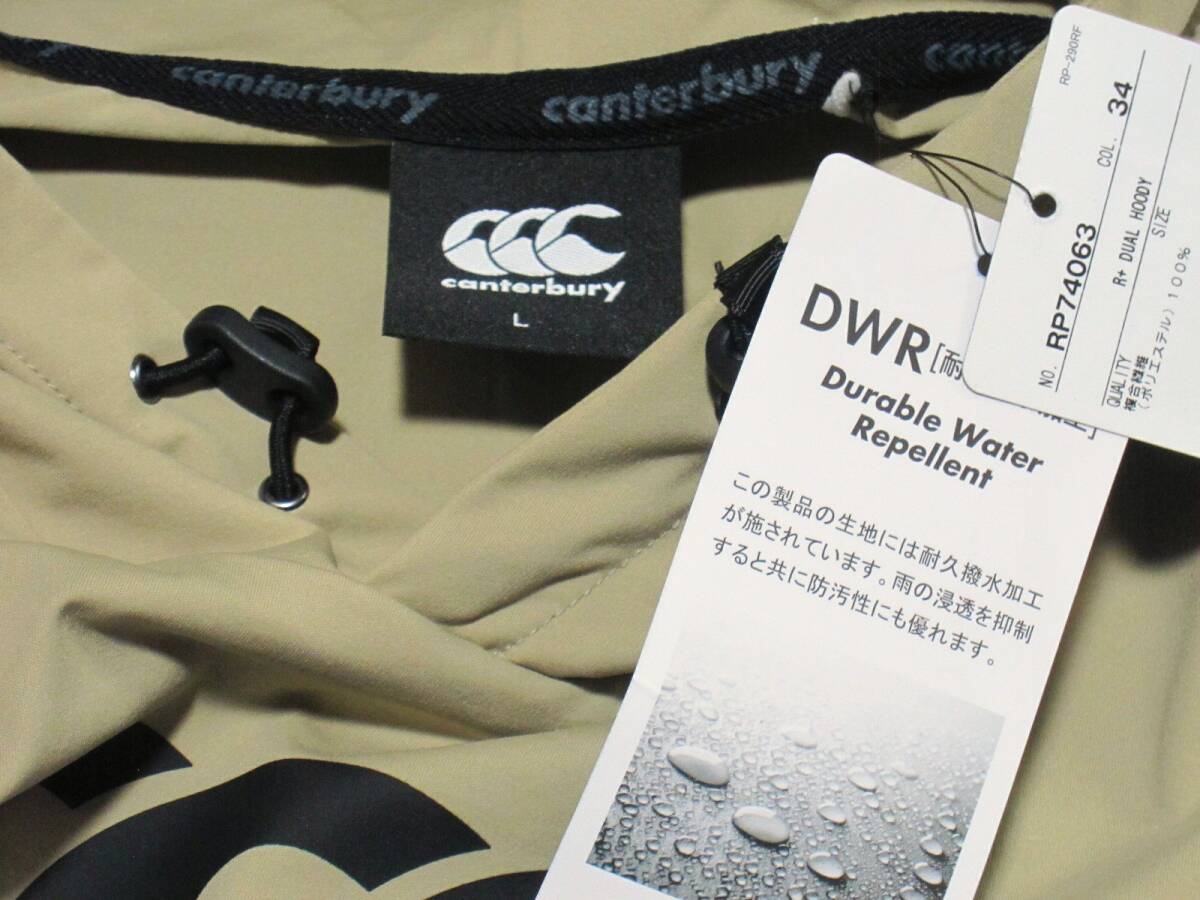 canterbury
canterbury
canterbury
L
DWR[耐
Durable Water
Repellent
この製品の生地には耐久撥水加工
が施されています。雨の浸透を抑制
すると共に防汚性にも優れます。
RP-290RF
NO. RP74063 COL. 34
R+ DUAL HOODY
QUALITY SIZE
複合繊維
(ポリエステル)100%